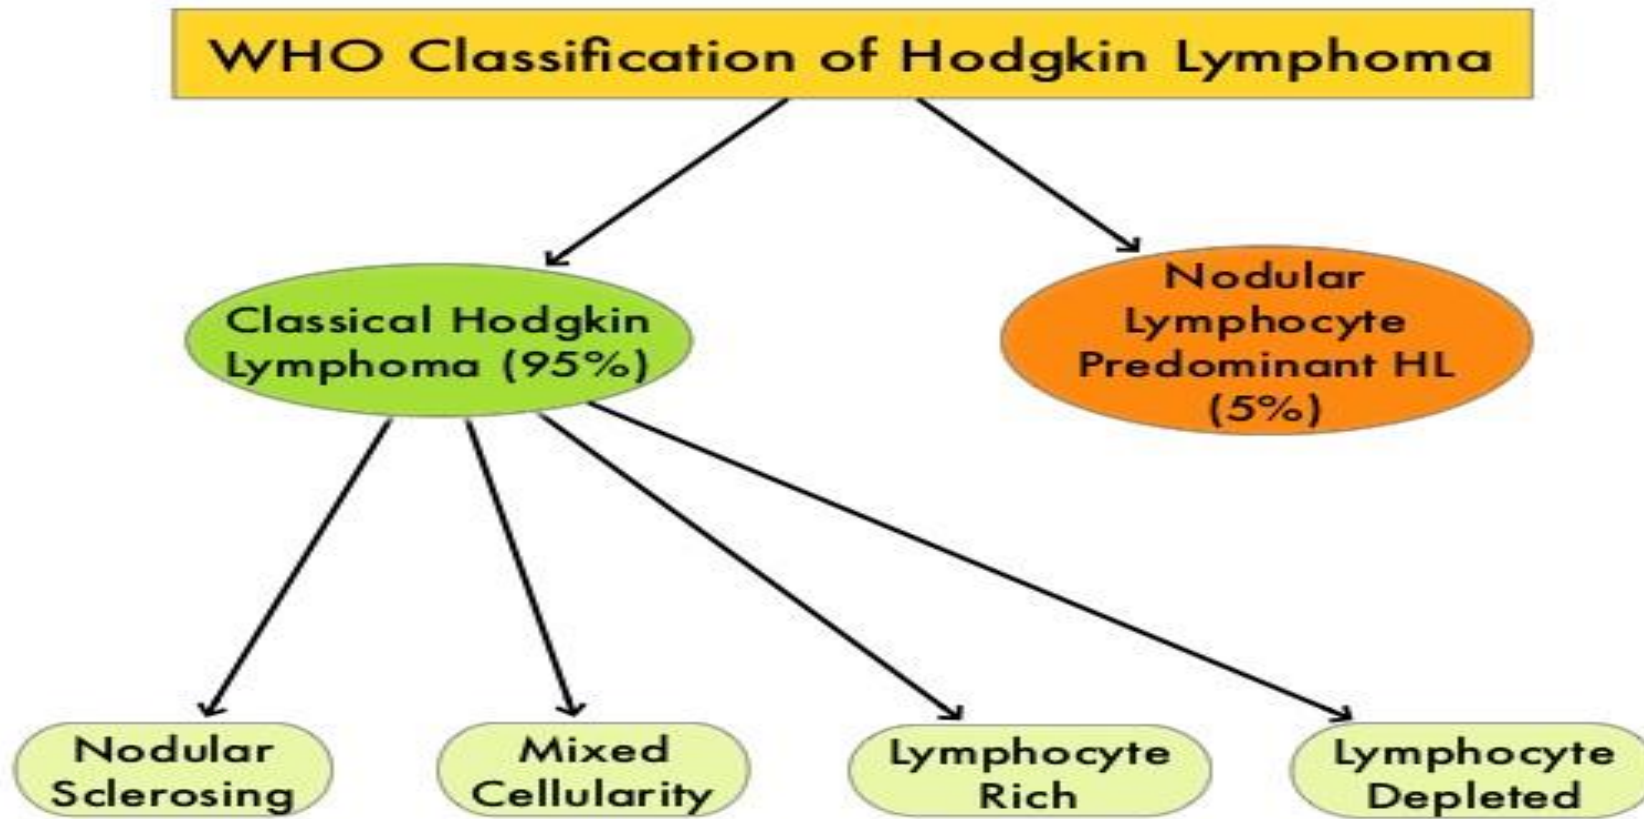 WHO Classification of Hodgkin Lymphoma
Classical Hodgkin
Lymphoma (95%)
Nodular
Lymphocyte
Predominant HL
(5%)
Nodular
Sclerosing
Mixed
Cellularity
Lymphocyte
Rich
Lymphocyte
Depleted